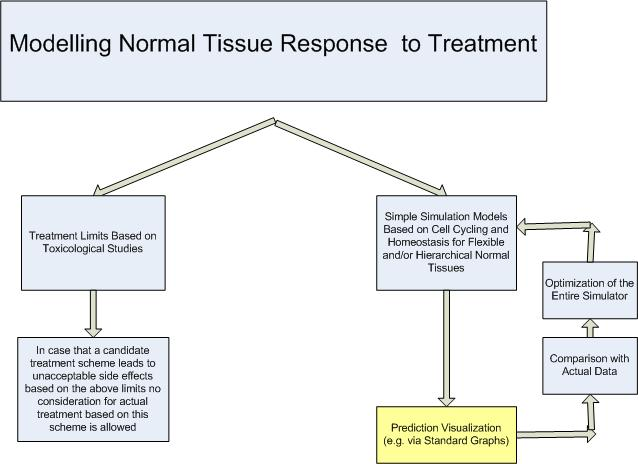 Modelling Normal Tissue Response to Treatment
Treatment Limits Based on
Toxicological Studies
In case that a candidate
treatment scheme leads to
unacceptable side effects
based on the above limits no
consideration for actual
treatment based on this
scheme is allowed
Simple Simulation Models
Based on Cell Cycling and
Homeostasis for Flexible
and/or Hierarchical Normal
Tissues
Optimization of the
Entire Simulator
Comparison with
Actual Data
Prediction Visualization
(e.g. via Standard Graphs)